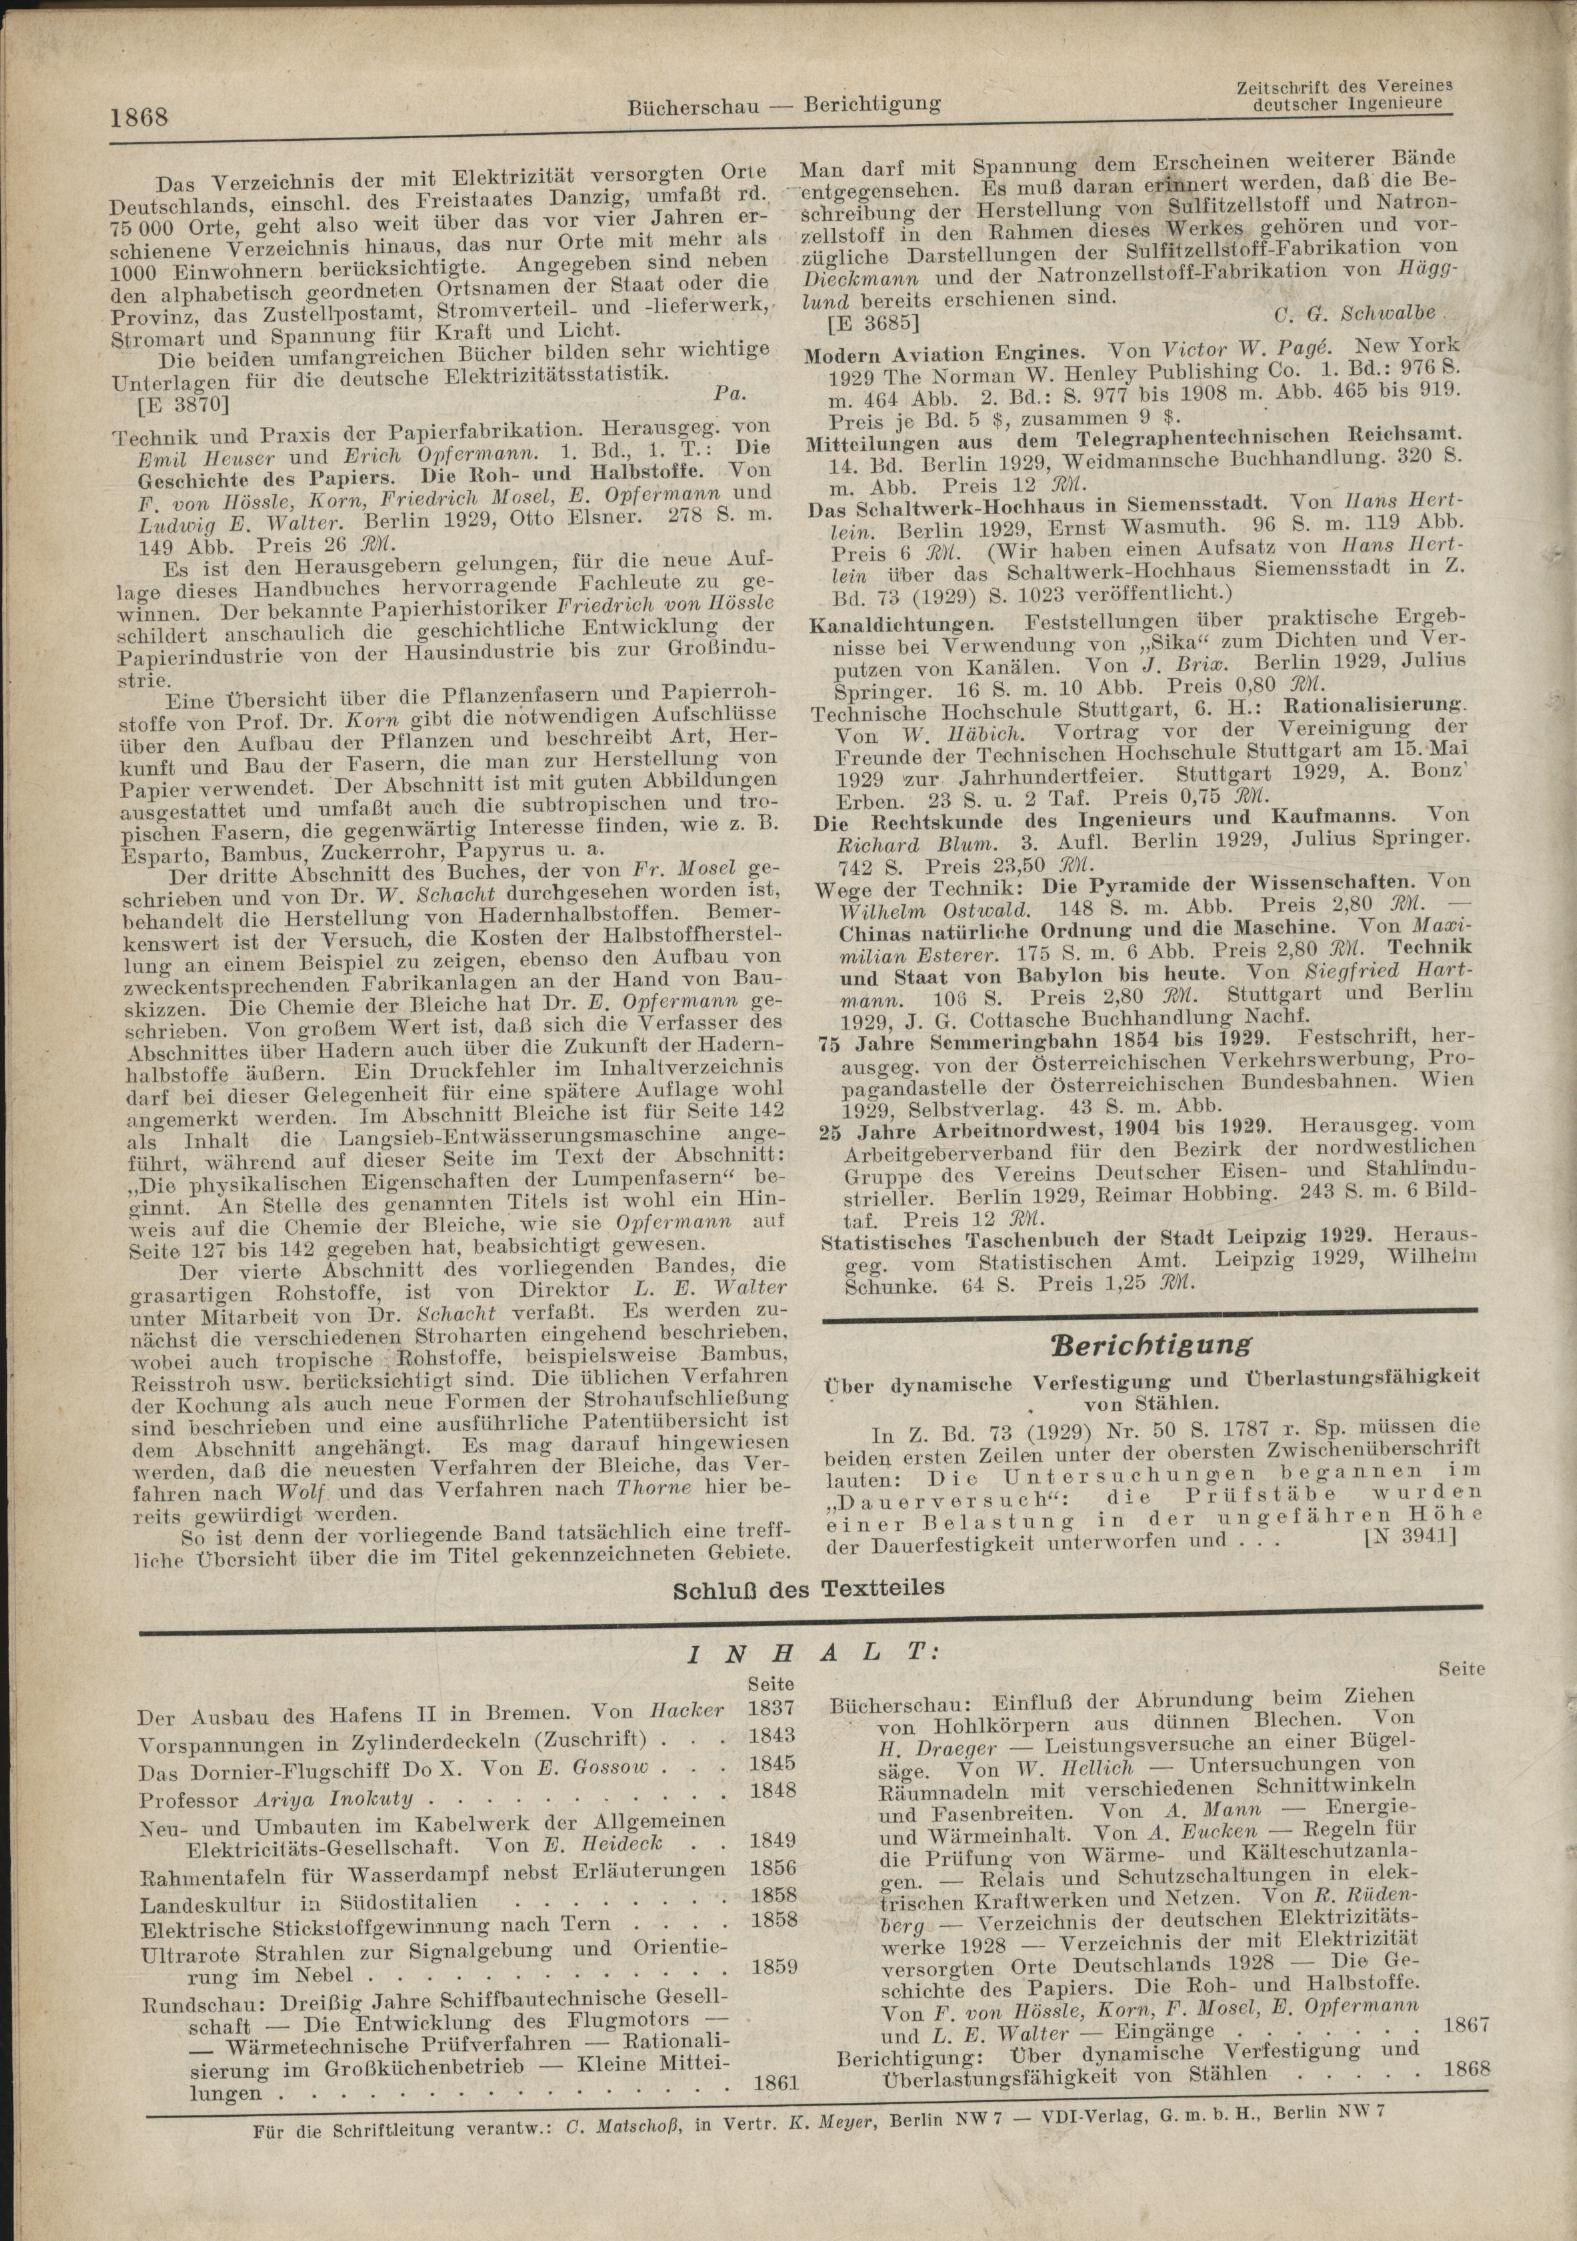 1868
Bücherschau — Berichtigung
Zeitschrift des Vereines
deutscher Ingenieure
Das Verzeichnis der mit Elektrizität versorgten Orte
Deutschlands, einschl. des Freistaates Danzig, umfaßt rd.
75 000 Orte, geht also weit über das vor vier Jahren er-
schienene Verzeichnis hinaus, das nur Orte mit mehr als
1000 Einwohnern berücksichtigte. Angegeben sind neben
den alphabetisch geordneten Ortsnamen der Staat oder die
Provinz, das Zustellpostamt, Stromverteil- und -lieferwerk,
Stromart und Spannung für Kraft und Licht.
Die beiden umfangreichen Bücher bilden sehr wichtige
Unterlagen für die deutsche Elektrizitätsstatistik.
[E 3870] Pa.
Technik und Praxis der Papierfabrikation. Herausgeg. von
Emil Heuser und Erich Opfermann. 1. Bd., 1. T.: Die
Geschichte des Papiers. Die Roh- und Halbstoffe. Von
F. von Hössle, Korn, Friedrich Mosel, E. Opfermann und
Ludwig E. Walter. Berlin 1929, Otto Elsner. 278 S. m.
149 Abb. Preis 26 RM.
Es ist den Herausgebern gelungen, für die neue Auf-
lage dieses Handbuches hervorragende Fachleute zu ge-
winnen. Der bekannte Papierhistoriker Friedrich von Hössle
schildert anschaulich die geschichtliche Entwicklung der
Papierindustrie von der Hausindustrie bis zur Großindu-
strie.
Eine Übersicht über die Pflanzenfasern und Papierroh-
stoffe von Prof. Dr. Korn gibt die notwendigen Aufschlüsse
über den Aufbau der Pflanzen und beschreibt Art, Her-
kunft und Bau der Fasern, die man zur Herstellung von
Papier verwendet. Der Abschnitt ist mit guten Abbildungen
ausgestattet und umfaßt auch die subtropischen und tro-
pischen Fasern, die gegenwärtig Interesse finden, wie z. B.
Esparto, Bambus, Zuckerrohr, Papyrus u. a.
Der dritte Abschnitt des Buches, der von Fr. Mosel ge-
schrieben und von Dr. W. Schacht durchgesehen worden ist,
behandelt die Herstellung von Hadernhalbstoffen. Bemer-
kenswert ist der Versuch, die Kosten der Halbstoffherstel-
lung an einem Beispiel zu zeigen, ebenso den Aufbau von
zweckentsprechenden Fabrikanlagen an der Hand von Bau-
skizzen. Die Chemie der Bleiche hat Dr. E. Opfermann ge-
schrieben. Von großem Wert ist, daß sich die Verfasser des
Abschnittes über Hadern auch über die Zukunft der Hadern-
halbstoffe äußern. Ein Druckfehler im Inhaltverzeichnis
darf bei dieser Gelegenheit für eine spätere Auflage wohl
angemerkt werden. Im Abschnitt Bleiche ist für Seite 142
als Inhalt die Langsieb-Entwässerungsmaschine ange-
führt, während auf dieser Seite im Text der Abschnitt:
„Die physikalischen Eigenschaften der Lumpenfasern“ be-
ginnt. An Stelle des genannten Titels ist wohl ein Hin-
weis auf die Chemie der Bleiche, wie sie Opfermann auf
Seite 127 bis 142 gegeben hat, beabsichtigt gewesen.
Der vierte Abschnitt des vorliegenden Bandes, die
grasartigen Rohstoffe, ist von Direktor L. E. Walter
unter Mitarbeit von Dr. Schacht verfaßt. Es werden zu-
nächst die verschiedenen Stroharten eingehend beschrieben,
wobei auch tropische Rohstoffe, beispielsweise Bambus,
Reisstroh usw. berücksichtigt sind. Die üblichen Verfahren
der Kochung als auch neue Formen der Strohaufschließung
sind beschrieben und eine ausführliche Patentübersicht ist
dem Abschnitt angehängt. Es mag darauf hingewiesen
werden, daß die neuesten Verfahren der Bleiche, das Ver-
fahren nach Wolf und das Verfahren nach Thorne hier be-
reits gewürdigt werden.
So ist denn der vorliegende Band tatsächlich eine treff-
liche Übersicht über die im Titel gekennzeichneten Gebiete.
Man darf mit Spannung dem Erscheinen weiterer Bände
entgegensehen. Es muß daran erinnert werden, daß die Be-
schreibung der Herstellung von Sulfitzellstoff und Natron-
zellstoff in den Rahmen dieses Werkes gehören und vor-
zügliche Darstellungen der Sulfitzellstoff-Fabrikation von
Dieckmann und der Natronzellstoff-Fabrikation von Hägg-
lund bereits erschienen sind.
[E 3685] C. G. Schwalbe.
Modern Aviation Engines. Von Victor W. Pagé. New York
1929 The Norman W. Henley Publishing Co. 1. Bd.: 976 S.
m. 464 Abb. 2. Bd.: S. 977 bis 1908 m. Abb. 465 bis 919.
Preis je Bd. 5 $, zusammen 9 $.
Mitteilungen aus dem Telegraphentechnischen Reichsamt.
14. Bd. Berlin 1929, Weidmannsche Buchhandlung. 320 S.
m. Abb. Preis 12 RM.
Das Schaltwerk-Hochhaus in Siemensstadt. Von Hans Hert-
lein. Berlin 1929, Ernst Wasmuth. 96 S. m. 119 Abb.
Preis 6 RM. (Wir haben einen Aufsatz von Hans Hert-
lein über das Schaltwerk-Hochhaus Siemensstadt in Z.
Bd. 73 (1929) S. 1023 veröffentlicht.)
Kanaldichtungen. Feststellungen über praktische Ergeb-
nisse bei Verwendung von „Sika“ zum Dichten und Ver-
putzen von Kanälen. Von J. Brix. Berlin 1929, Julius
Springer. 16 S. m. 10 Abb. Preis 0,80 RM.
Technische Hochschule Stuttgart, 6. H.: Rationalisierung.
Von W. Häbich. Vortrag vor der Vereinigung der
Freunde der Technischen Hochschule Stuttgart am 15. Mai
1929 zur Jahrhundertfeier. Stuttgart 1929, A. Bonz'
Erben. 23 S. u. 2 Taf. Preis 0,75 RM.
Die Rechtskunde des Ingenieurs und Kaufmanns. Von
Richard Blum. 3. Aufl. Berlin 1929, Julius Springer.
742 S. Preis 23,50 RM.
Wege der Technik: Die Pyramide der Wissenschaften. Von
Wilhelm Ostwald. 148 S. m. Abb. Preis 2,80 RM. —
Chinas natürliche Ordnung und die Maschine. Von Maxi-
milian Esterer. 175 S. m. 6 Abb. Preis 2,80 RM. Technik
und Staat von Babylon bis heute. Von Siegfried Hart-
mann. 106 S. Preis 2,80 RM. Stuttgart und Berlin
1929, J. G. Cottasche Buchhandlung Nachf.
75 Jahre Semmeringbahn 1854 bis 1929. Festschrift, her-
ausgeg. von der Österreichischen Verkehrswerbung, Pro-
pagandastelle der Österreichischen Bundesbahnen. Wien
1929, Selbstverlag. 43 S. m. Abb.
25 Jahre Arbeitnordwest, 1904 bis 1929. Herausgeg. vom
Arbeitgeberverband für den Bezirk der nordwestlichen
Gruppe des Vereins Deutscher Eisen- und Stahlindu-
strieller. Berlin 1929, Reimar Hobbing. 243 S. m. 6 Bild-
taf. Preis 12 RM.
Statistisches Taschenbuch der Stadt Leipzig 1929. Heraus-
geg. vom Statistischen Amt. Leipzig 1929, Wilhelm
Schunke. 64 S. Preis 1,25 RM.
Berichtigung
Über dynamische Verfestigung und Überlastungsfähigkeit
von Stählen.
In Z. Bd. 73 (1929) Nr. 50 S. 1787 r. Sp. müssen die
beiden ersten Zeilen unter der obersten Zwischenüberschrift
lauten: Die Untersuchungen begannen im
„Dauerversuch“: die Prüfstäbe wurden
einer Belastung in der ungefähren Höhe
der Dauerfestigkeit unterworfen und . . . [N 3941]
Schluß des Textteiles
INHALT:
Seite
Der Ausbau des Hafens II in Bremen. Von Hacker 1837
Vorspannungen in Zylinderdeckeln (Zuschrift) . . . 1843
Das Dornier-Flugschiff Do X. Von E. Gossow . . . 1845
Professor Ariya Inokuty . . . . . . . . . . . 1848
Neu- und Umbauten im Kabelwerk der Allgemeinen
Elektricitäts-Gesellschaft. Von E. Heideck . . 1849
Rahmentafeln für Wasserdampf nebst Erläuterungen 1856
Landeskultur in Südostitalien . . . . . . . . 1858
Elektrische Stickstoffgewinnung nach Tern . . . . 1858
Ultrarote Strahlen zur Signalgebung und Orientie-
rung im Nebel . . . . . . . . . . . . . 1859
Rundschau: Dreißig Jahre Schiffbautechnische Gesell-
schaft — Die Entwicklung des Flugmotors —
— Wärmetechnische Prüfverfahren — Rationali-
sierung im Großküchenbetrieb — Kleine Mittei-
lungen . . . . . . . . . . . . . . . . 1861
Seite
Bücherschau: Einfluß der Abrundung beim Ziehen
von Hohlkörpern aus dünnen Blechen. Von
H. Draeger — Leistungsversuche an einer Bügel-
säge. Von W. Hellich — Untersuchungen von
Räumnadeln mit verschiedenen Schnittwinkeln
und Fasenbreiten. Von A. Mann — Energie-
und Wärmeinhalt. Von A. Eucken — Regeln für
die Prüfung von Wärme- und Kälteschutzanla-
gen. — Relais und Schutzschaltungen in elek-
trischen Kraftwerken und Netzen. Von R. Rüden-
berg — Verzeichnis der deutschen Elektrizitäts-
werke 1928 — Verzeichnis der mit Elektrizität
versorgten Orte Deutschlands 1928 — Die Ge-
schichte des Papiers. Die Roh- und Halbstoffe.
Von F. von Hössle, Korn, F. Mosel, E. Opfermann
und L. E. Walter — Eingänge . . . . . . . 1867
Berichtigung: Über dynamische Verfestigung und
Überlastungsfähigkeit von Stählen . . . . . 1868
Für die Schriftleitung verantw.: C. Matschoß, in Vertr. K. Meyer, Berlin NW 7 — VDI-Verlag, G. m. b. H., Berlin NW 7